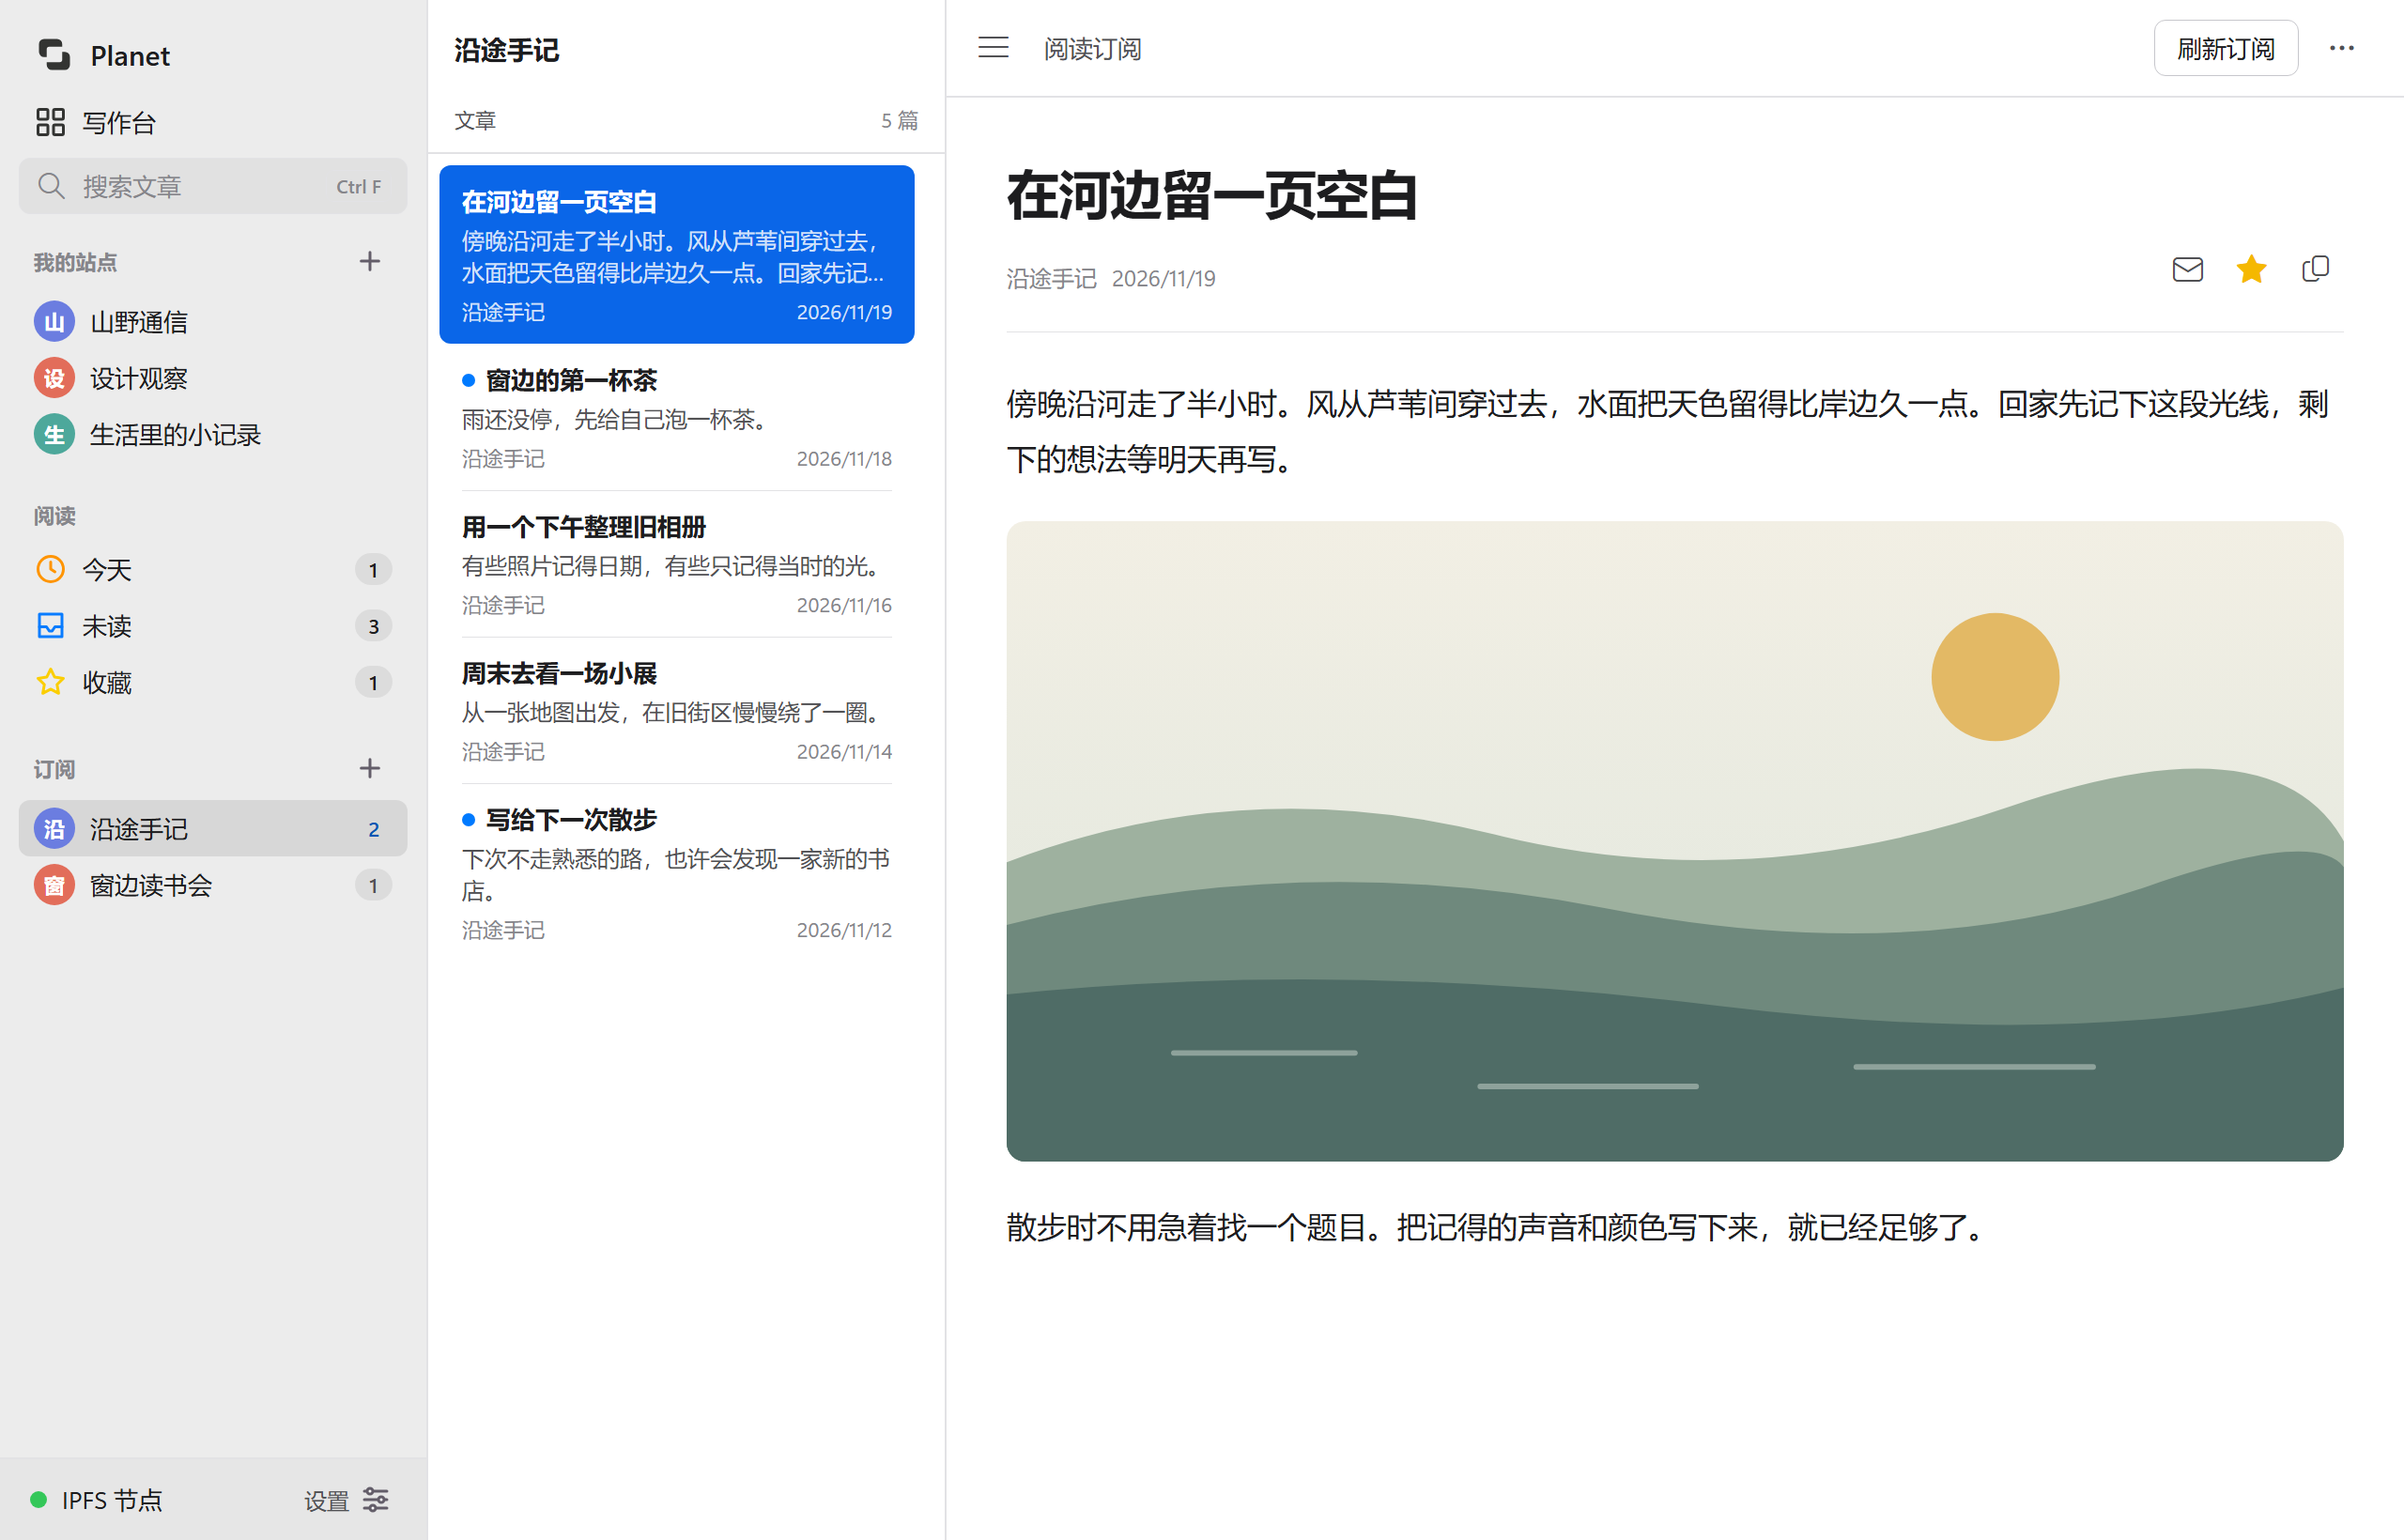 Planet
写作台
搜索文章 Ctrl F
我的站点
山 山野通信
设 设计观察
生 生活里的小记录
阅读
今天 1
未读 3
收藏 1
订阅
沿 沿途手记 2
窗 窗边读书会 1
IPFS 节点 设置
沿途手记
文章 5 篇
在河边留一页空白
傍晚沿河走了半小时。风从芦苇间穿过去，
水面把天色留得比岸边久一点。回家先记...
沿途手记 2026/11/19
窗边的第一杯茶
雨还没停，先给自己泡一杯茶。
沿途手记 2026/11/18
用一个下午整理旧相册
有些照片记得日期，有些只记得当时的光。
沿途手记 2026/11/16
周末去看一场小展
从一张地图出发，在旧街区慢慢绕了一圈。
沿途手记 2026/11/14
写给下一次散步
下次不走熟悉的路，也许会发现一家新的书
店。
沿途手记 2026/11/12
阅读订阅 刷新订阅
在河边留一页空白
沿途手记 2026/11/19
傍晚沿河走了半小时。风从芦苇间穿过去，水面把天色留得比岸边久一点。回家先记下这段光线，剩
下的想法等明天再写。
散步时不用急着找一个题目。把记得的声音和颜色写下来，就已经足够了。